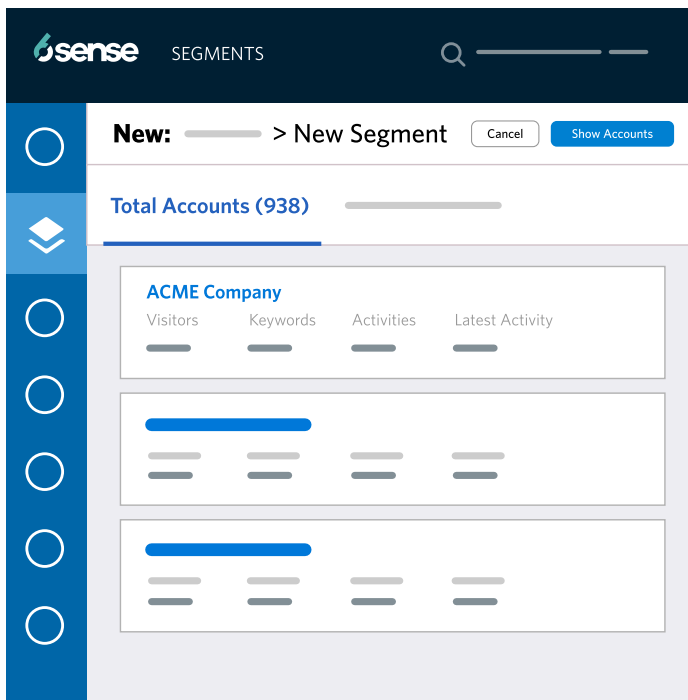 6sense SEGMENTS
New: > New Segment Cancel Show Accounts
Total Accounts (938)
ACME Company
Visitors Keywords Activities Latest Activity